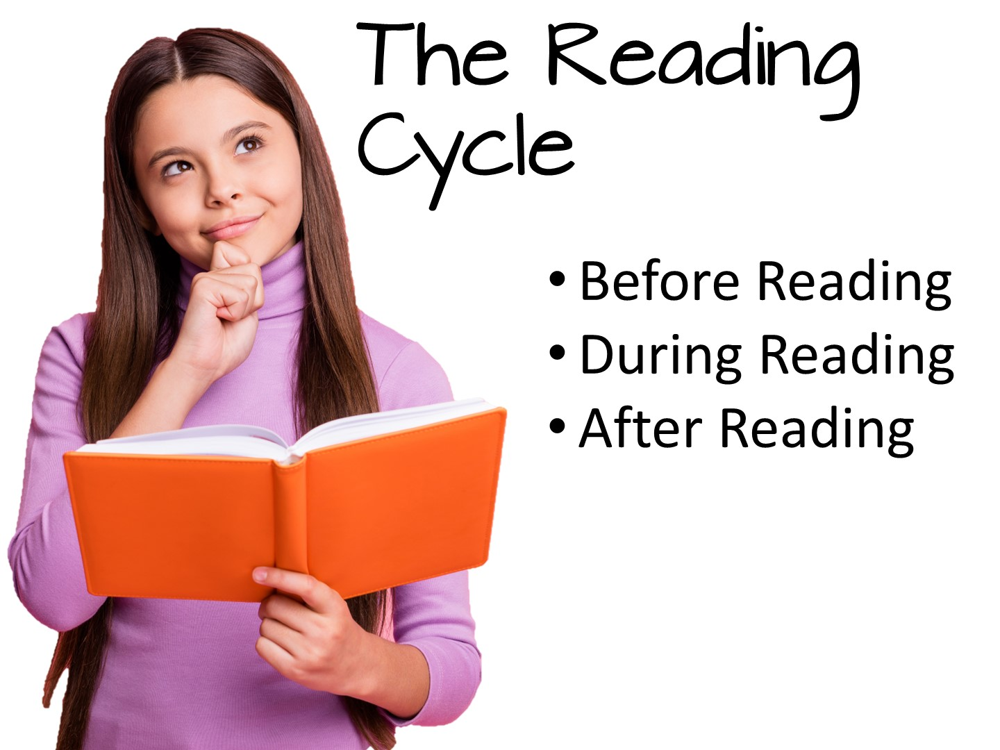 The Reading
Cycle
• Before Reading
• During Reading
• After Reading